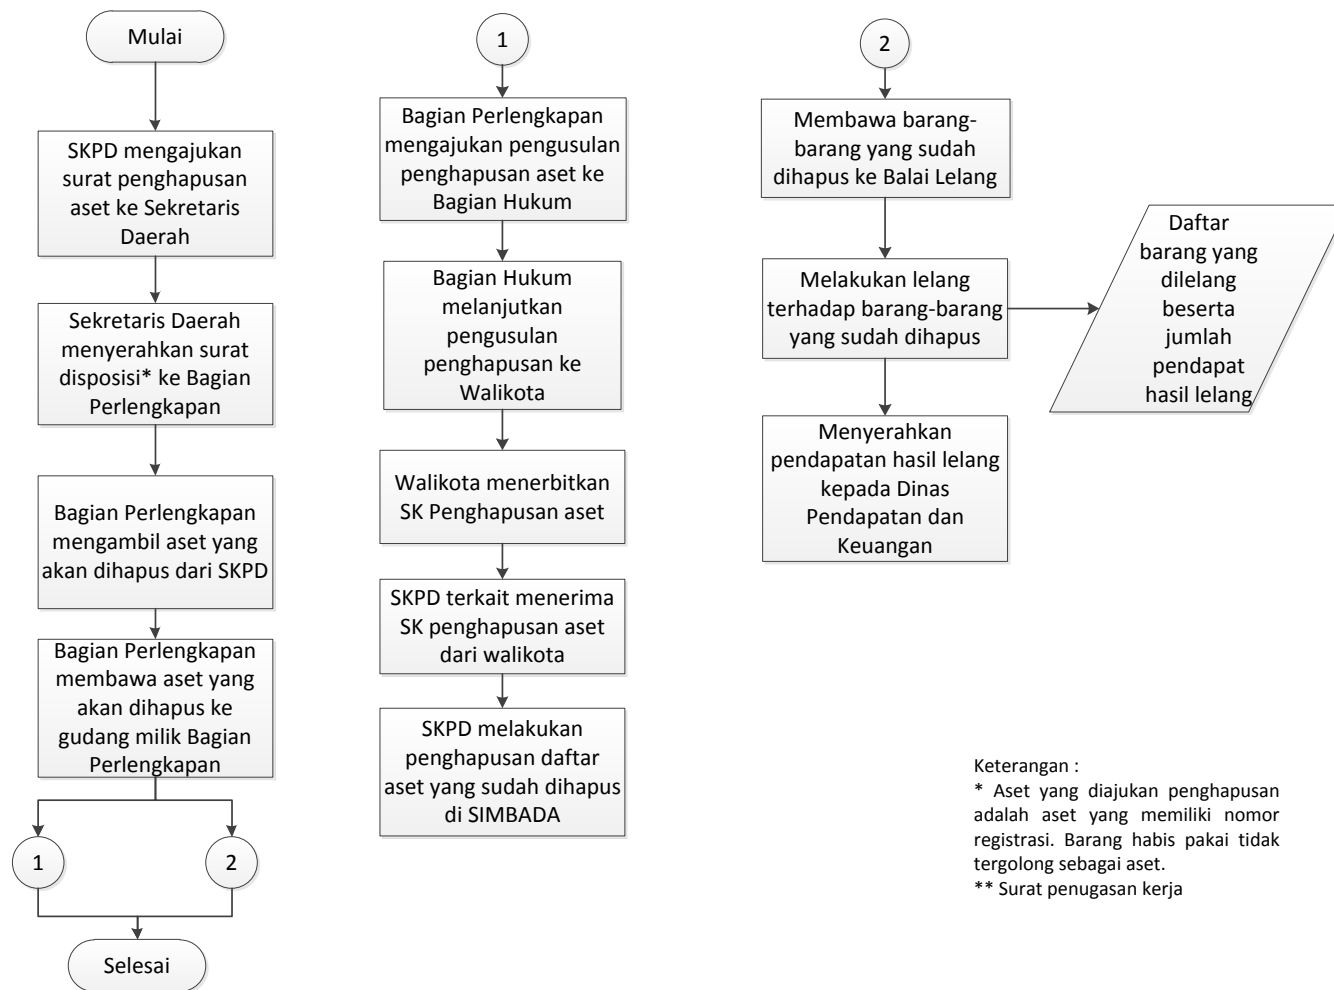 Mulai
SKPD mengajukan
surat penghapusan
aset ke Sekretaris
Daerah
Sekretaris Daerah
menyerahkan surat
disposisi* ke Bagian
Perlengkapan
Bagian Perlengkapan
mengambil aset yang
akan dihapus dari SKPD
Bagian Perlengkapan
membawa aset yang
akan dihapus ke
gudang milik Bagian
Perlengkapan
1
2
Selesai
1
Bagian Perlengkapan
mengajukan pengusulan
penghapusan aset ke
Bagian Hukum
Bagian Hukum
melanjutkan
pengusulan
penghapusan ke
Walikota
Walikota menerbitkan
SK Penghapusan aset
SKPD terkait menerima
SK penghapusan aset
dari walikota
SKPD melakukan
penghapusan daftar
aset yang sudah dihapus
di SIMBADA
2
Membawa barang-
barang yang sudah
dihapus ke Balai Lelang
Melakukan lelang
terhadap barang-barang
yang sudah dihapus
Daftar
barang yang
dilelang
beserta
jumlah
pendapat
hasil lelang
Menyerahkan
pendapatan hasil lelang
kepada Dinas
Pendapatan dan
Keuangan
Keterangan :
* Aset yang diajukan penghapusan
adalah aset yang memiliki nomor
registrasi. Barang habis pakai tidak
tergolong sebagai aset.
** Surat penugasan kerja